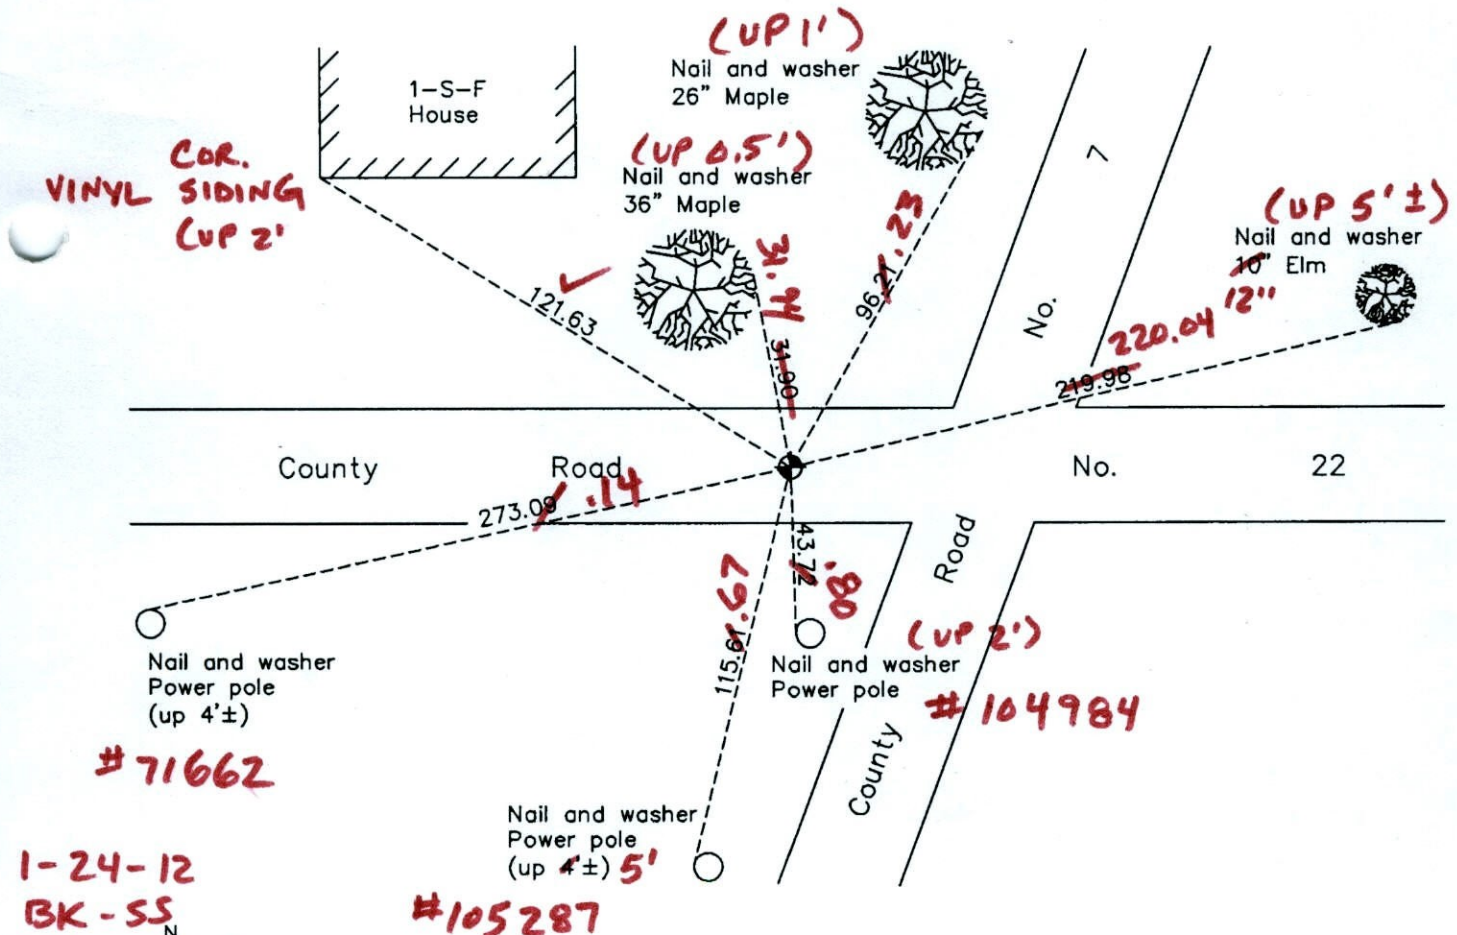 (UP 1')
Nail and washer
26" Maple
1-S-F
House
(UP 0.5')
Nail and washer
36" Maple
COR.
VINYL SIDING
(UP 2'
7
(UP 5' ±)
Nail and washer
10" Elm
12"
31.94
.23
96.21
121.63
No.
220.04
219.98
31.90
County Road No. 22
.14
273.09
43.72
.80
Road
.67
115.61
(UP 2')
Nail and washer
Power pole
#104984
Nail and washer
Power pole
(up 4'±)
#71662
County
Nail and washer
Power pole
(up 4'±) 5'
#105287
1-24-12
BK-SS
N